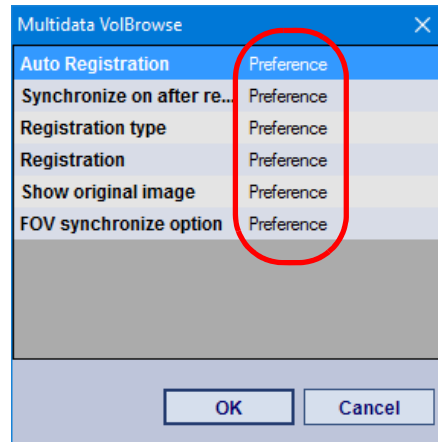 Multidata VolBrowse
Auto Registration Preference
Synchronize on after re... Preference
Registration type Preference
Registration Preference
Show original image Preference
FOV synchronize option Preference
OK Cancel